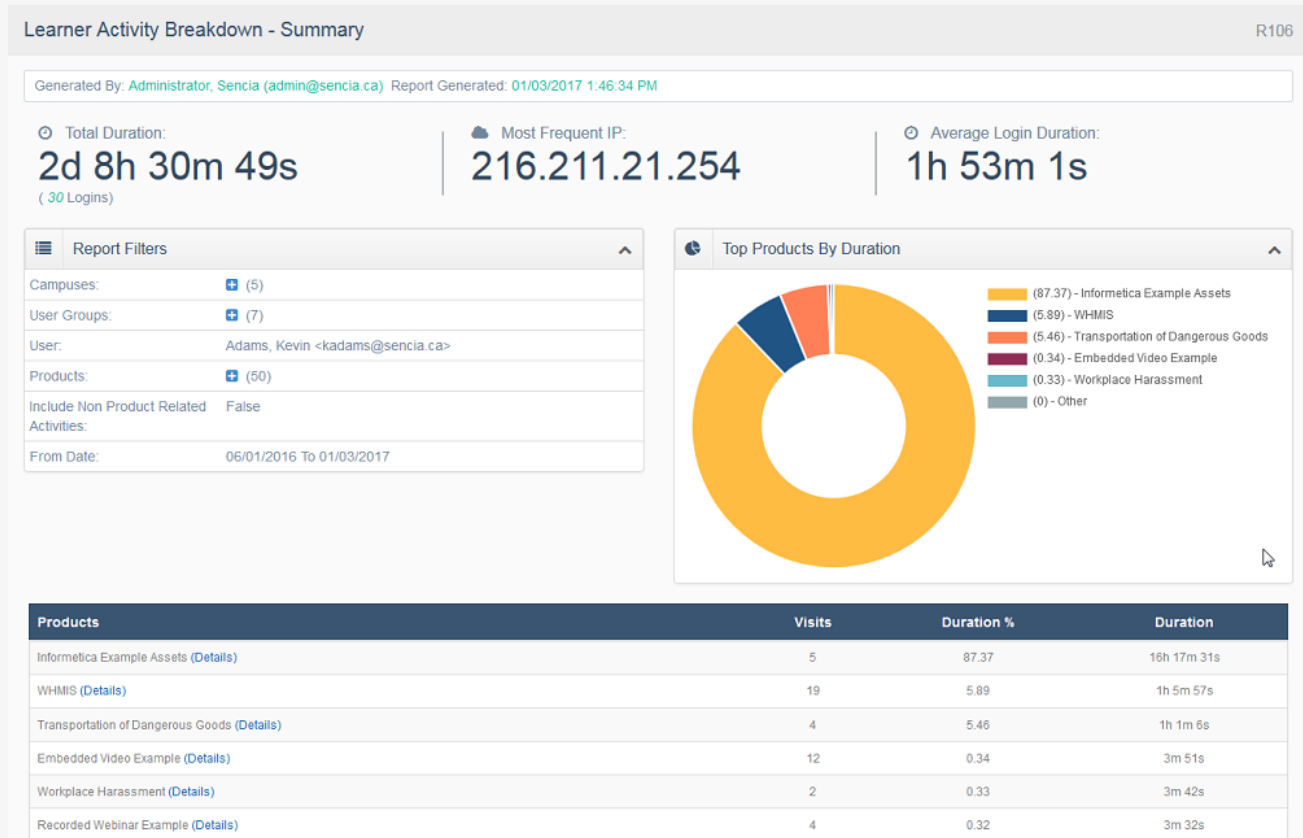 Learner Activity Breakdown - Summary
R106
Generated By: Administrator, Sencia (admin@sencia.ca) Report Generated: 01/03/2017 1:46:34 PM
Total Duration:
2d 8h 30m 49s
( 30 Logins)
Most Frequent IP:
216.211.21.254
Average Login Duration:
1h 53m 1s
Report Filters
Campuses: (5)
User Groups: (7)
User: Adams, Kevin <kadams@sencia.ca>
Products: (50)
Include Non Product Related False
Activities:
From Date: 06/01/2016 To 01/03/2017
Top Products By Duration
(87.37) - Informetica Example Assets
(5.89) - WHMIS
(5.46) - Transportation of Dangerous Goods
(0.34) - Embedded Video Example
(0.33) - Workplace Harassment
(0) - Other
Products Visits Duration % Duration
Informetica Example Assets (Details) 5 87.37 16h 17m 31s
WHMIS (Details) 19 5.89 1h 5m 57s
Transportation of Dangerous Goods (Details) 4 5.46 1h 1m 6s
Embedded Video Example (Details) 12 0.34 3m 51s
Workplace Harassment (Details) 2 0.33 3m 42s
Recorded Webinar Example (Details) 4 0.32 3m 32s